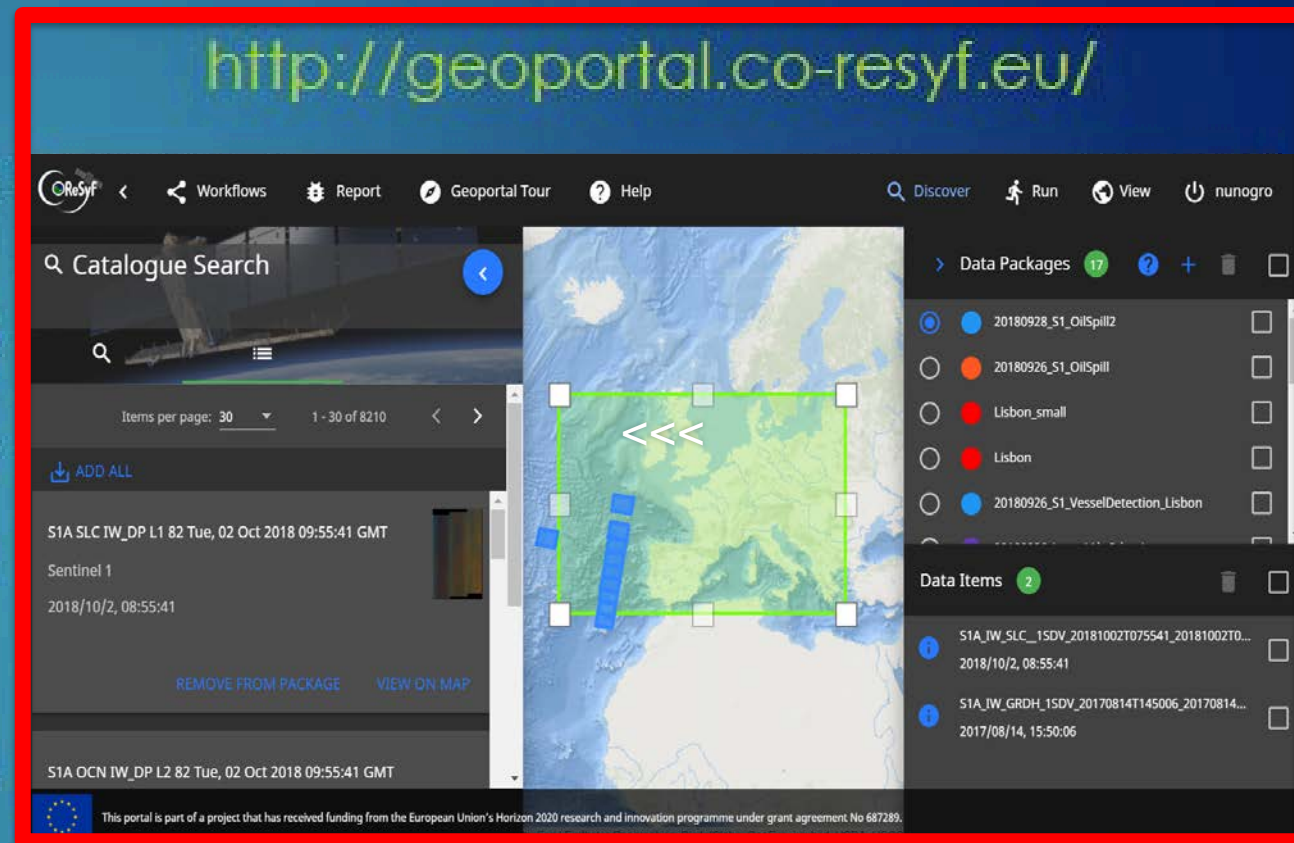 http://geoportal.co-resyf.eu/
COReSyf
Workflows Report Geoportal Tour Help Discover Run View nunogro
Catalogue Search
Items per page: 30 1 - 30 of 8210
ADD ALL
S1A SLC IW_DP L1 82 Tue, 02 Oct 2018 09:55:41 GMT
Sentinel 1
2018/10/2, 08:55:41
REMOVE FROM PACKAGE VIEW ON MAP
S1A OCN IW_DP L2 82 Tue, 02 Oct 2018 09:55:41 GMT
<<<
Data Packages 17
20180928_S1_OilSpill2
20180926_S1_OilSpill
Lisbon_small
Lisbon
20180926_S1_VesselDetection_Lisbon
Data Items 2
S1A_IW_SLC__1SDV_20181002T075541_20181002T0...
2018/10/2, 08:55:41
S1A_IW_GRDH_1SDV_20170814T145006_20170814...
2017/08/14, 15:50:06
This portal is part of a project that has received funding from the European Union's Horizon 2020 research and innovation programme under grant agreement No 687289.